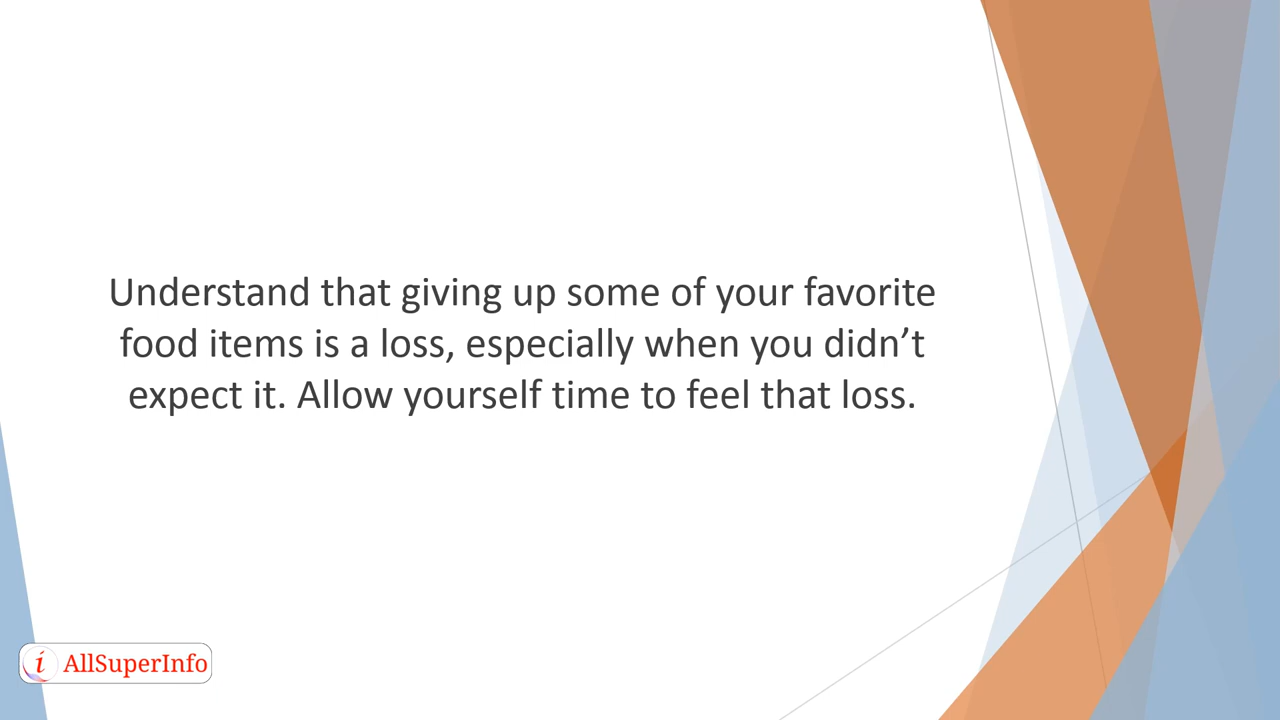 Understand that giving up some of your favorite
food items is a loss, especially when you didn’t
expect it. Allow yourself time to feel that loss.
i AllSuperInfo